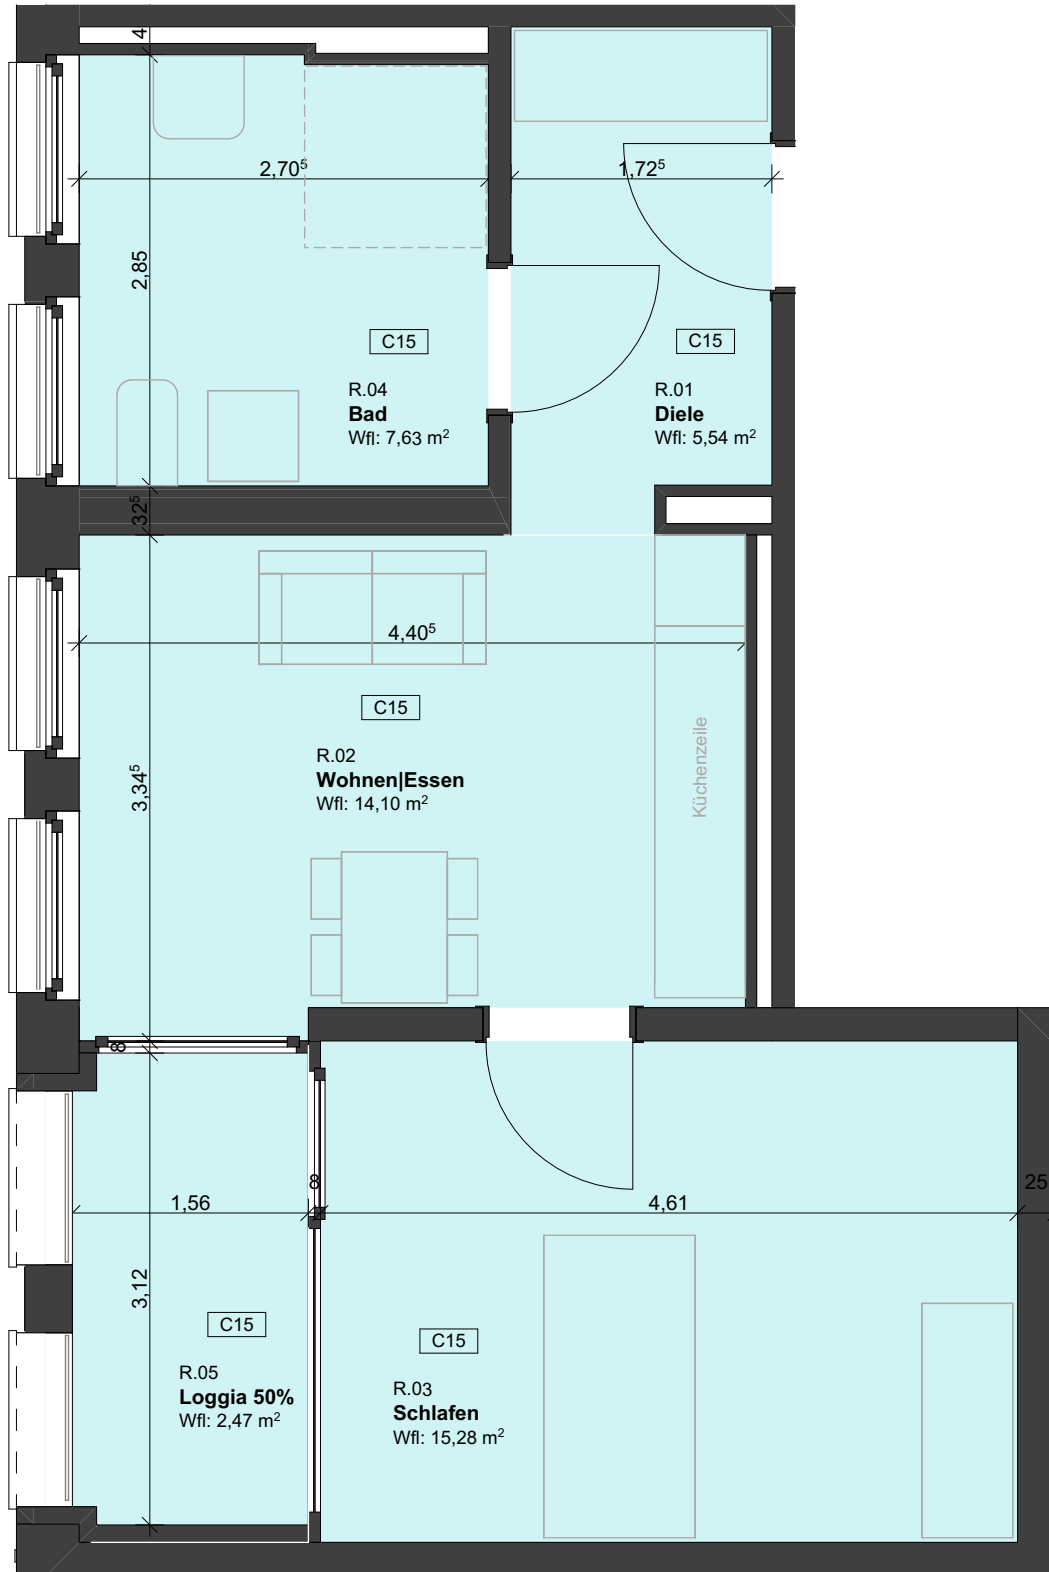 4
2,70⁵
1,72⁵
2,85
C15
R.04
Bad
Wfl: 7,63 m²
C15
R.01
Diele
Wfl: 5,54 m²
32⁵
4,40⁵
C15
R.02
Wohnen|Essen
Wfl: 14,10 m²
3,34⁵
Küchenzeile
8
8
1,56
4,61
25
3,12
C15
R.05
Loggia 50%
Wfl: 2,47 m²
C15
R.03
Schlafen
Wfl: 15,28 m²